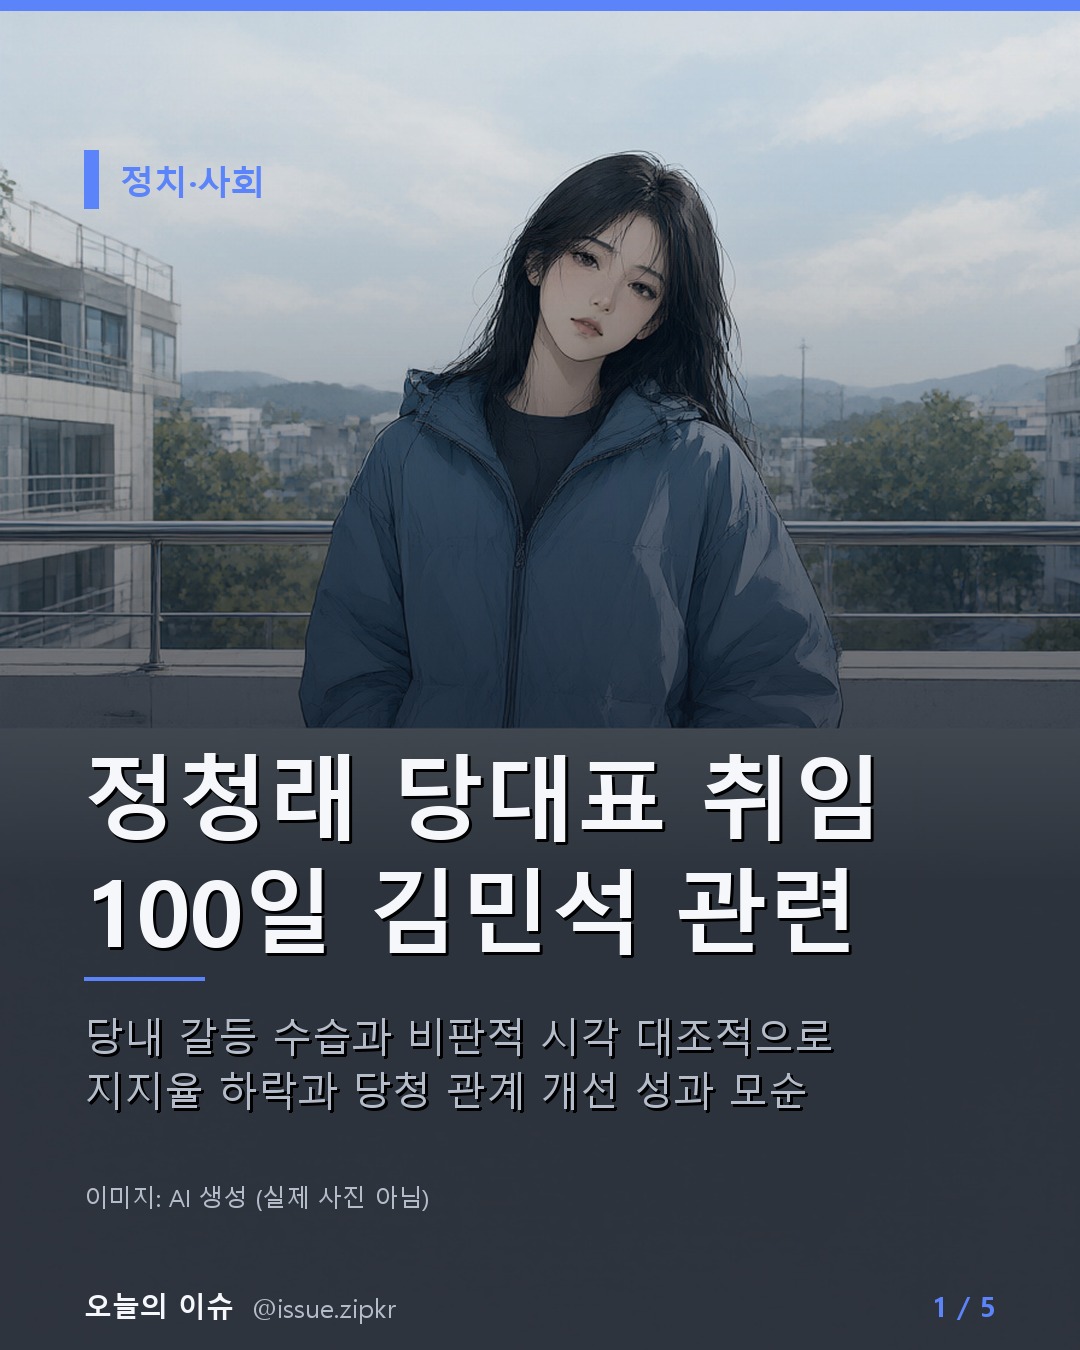 정치·사회
정청래 당대표 취임
100일 김민석 관련
당내 갈등 수습과 비판적 시각 대조적으로
지지율 하락과 당청 관계 개선 성과 모순
이미지: AI 생성 (실제 사진 아님)
오늘의 이슈 @issue.zipkr
1 / 5